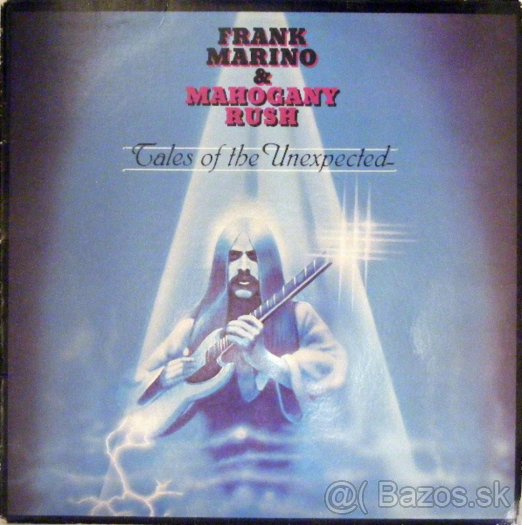 FRANK
MARINO
&
MAHOGANY
RUSH
Tales of the Unexpected
@( Bazos.sk